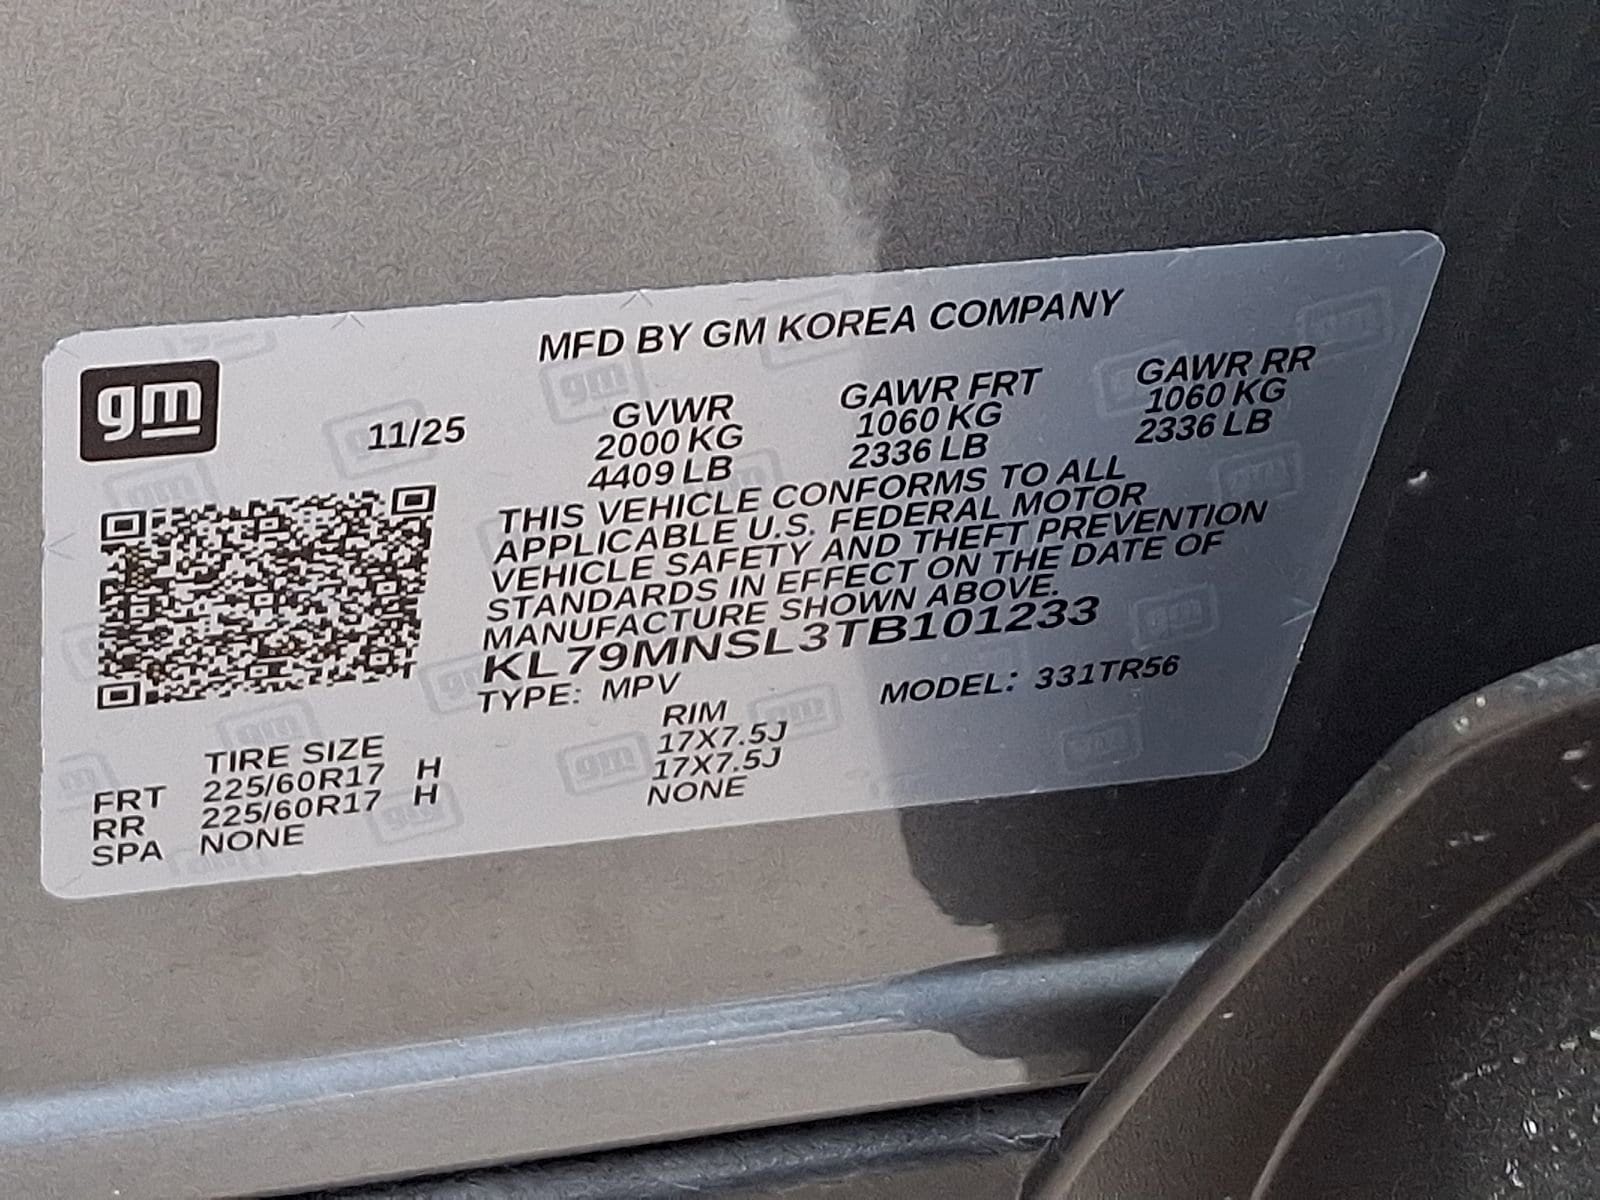 MFD BY GM KOREA COMPANY
gm
11/25
GVWR GAWR FRT GAWR RR
2000 KG 1060 KG 1060 KG
4409 LB 2336 LB 2336 LB
THIS VEHICLE CONFORMS TO ALL
APPLICABLE U.S. FEDERAL MOTOR
VEHICLE SAFETY AND THEFT PREVENTION
STANDARDS IN EFFECT ON THE DATE OF
MANUFACTURE SHOWN ABOVE.
KL79MNSL3TB101233
TYPE: MPV MODEL: 331TR56
TIRE SIZE RIM
FRT 225/60R17 H 17X7.5J
RR 225/60R17 H 17X7.5J
SPA NONE NONE